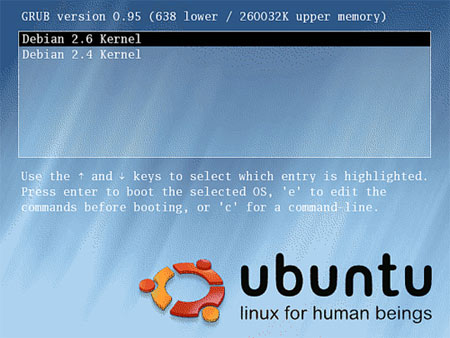 GRUB version 0.95 (638 lower / 260032K upper memory)
Debian 2.6 Kernel
Debian 2.4 Kernel
Use the ↑ and ↓ keys to select which entry is highlighted.
Press enter to boot the selected OS, 'e' to edit the
commands before booting, or 'c' for a command-line.
ubuntu
linux for human beings